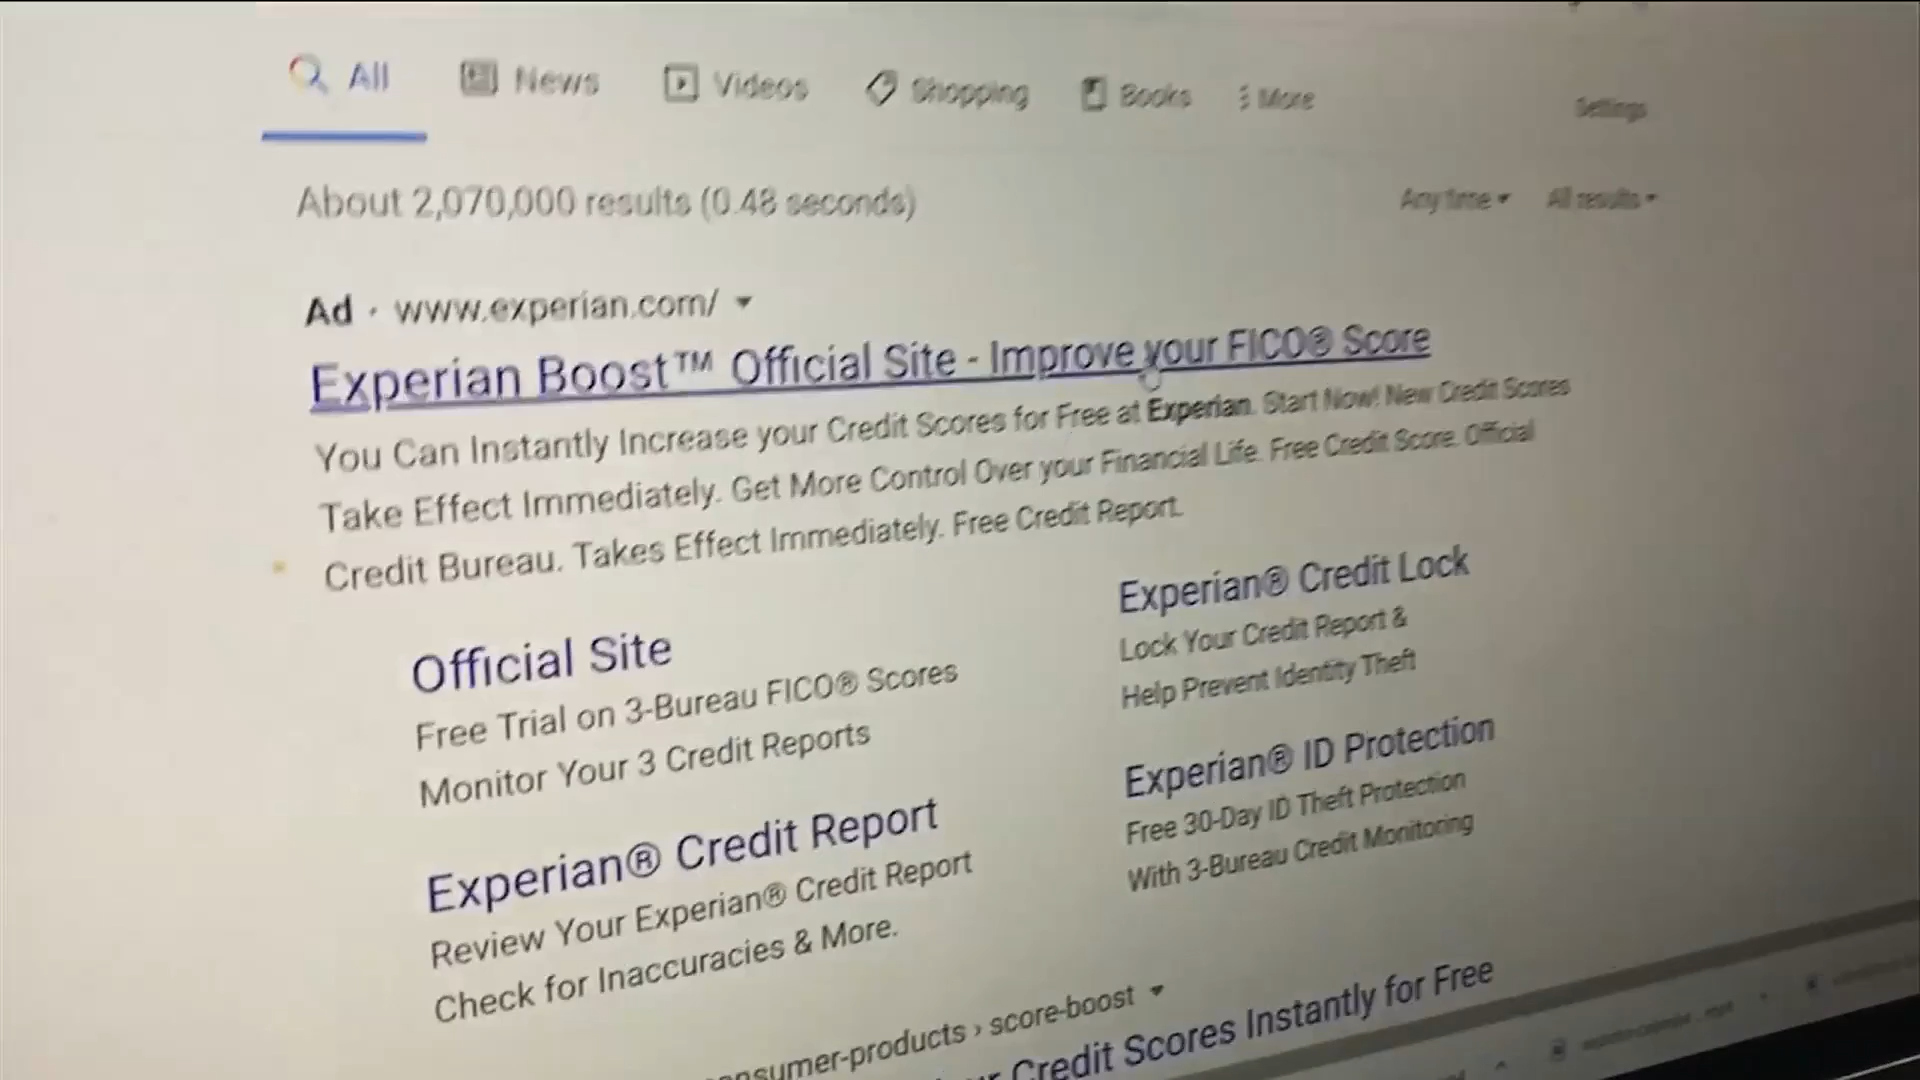 All News Videos Shopping Books More Settings
About 2,070,000 results (0.48 seconds) Any time All results
Ad · www.experian.com/
Experian Boost™ Official Site - Improve your FICO® Score
You Can Instantly Increase your Credit Scores for Free at Experian. Start Now! New Credit Scores
Take Effect Immediately. Get More Control Over your Financial Life. Free Credit Score. Official
Credit Bureau. Takes Effect Immediately. Free Credit Report.
Official Site
Free Trial on 3-Bureau FICO® Scores
Monitor Your 3 Credit Reports
Experian® Credit Lock
Lock Your Credit Report &
Help Prevent Identity Theft
Experian® Credit Report
Review Your Experian® Credit Report
Check for Inaccuracies & More.
Experian® ID Protection
Free 30-Day ID Theft Protection
With 3-Bureau Credit Monitoring
nsumer-products › score-boost
r Credit Scores Instantly for Free